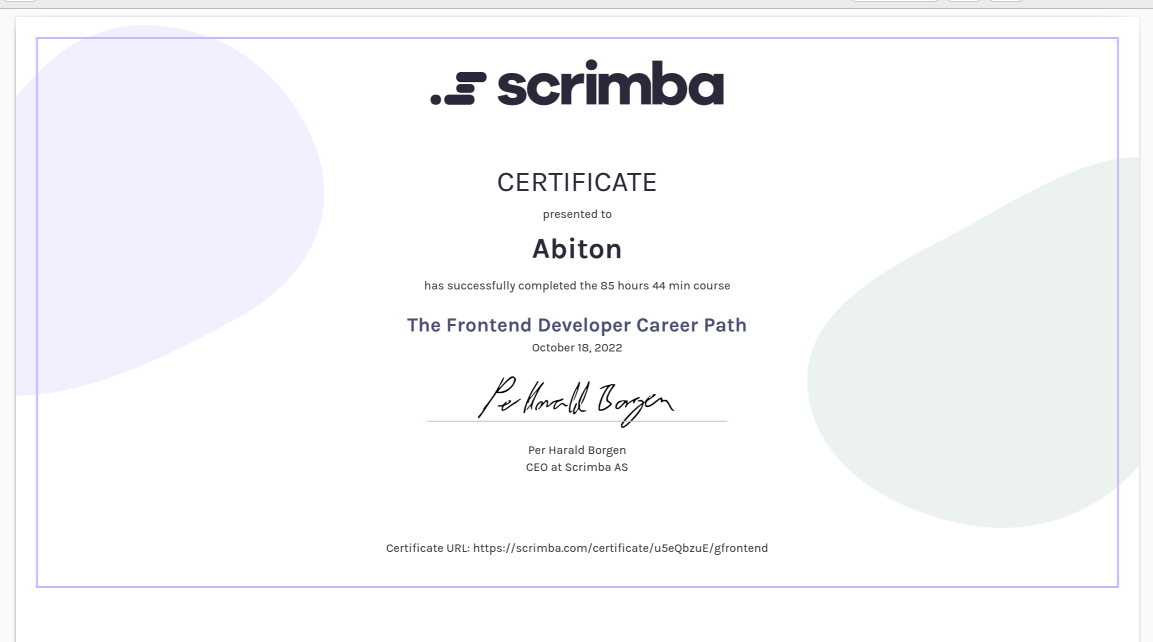 scrimba
CERTIFICATE
presented to
Abiton
has successfully completed the 85 hours 44 min course
The Frontend Developer Career Path
October 18, 2022
Per Harald Borgen
Per Harald Borgen
CEO at Scrimba AS
Certificate URL: https://scrimba.com/certificate/u5eQbzuE/gfrontend